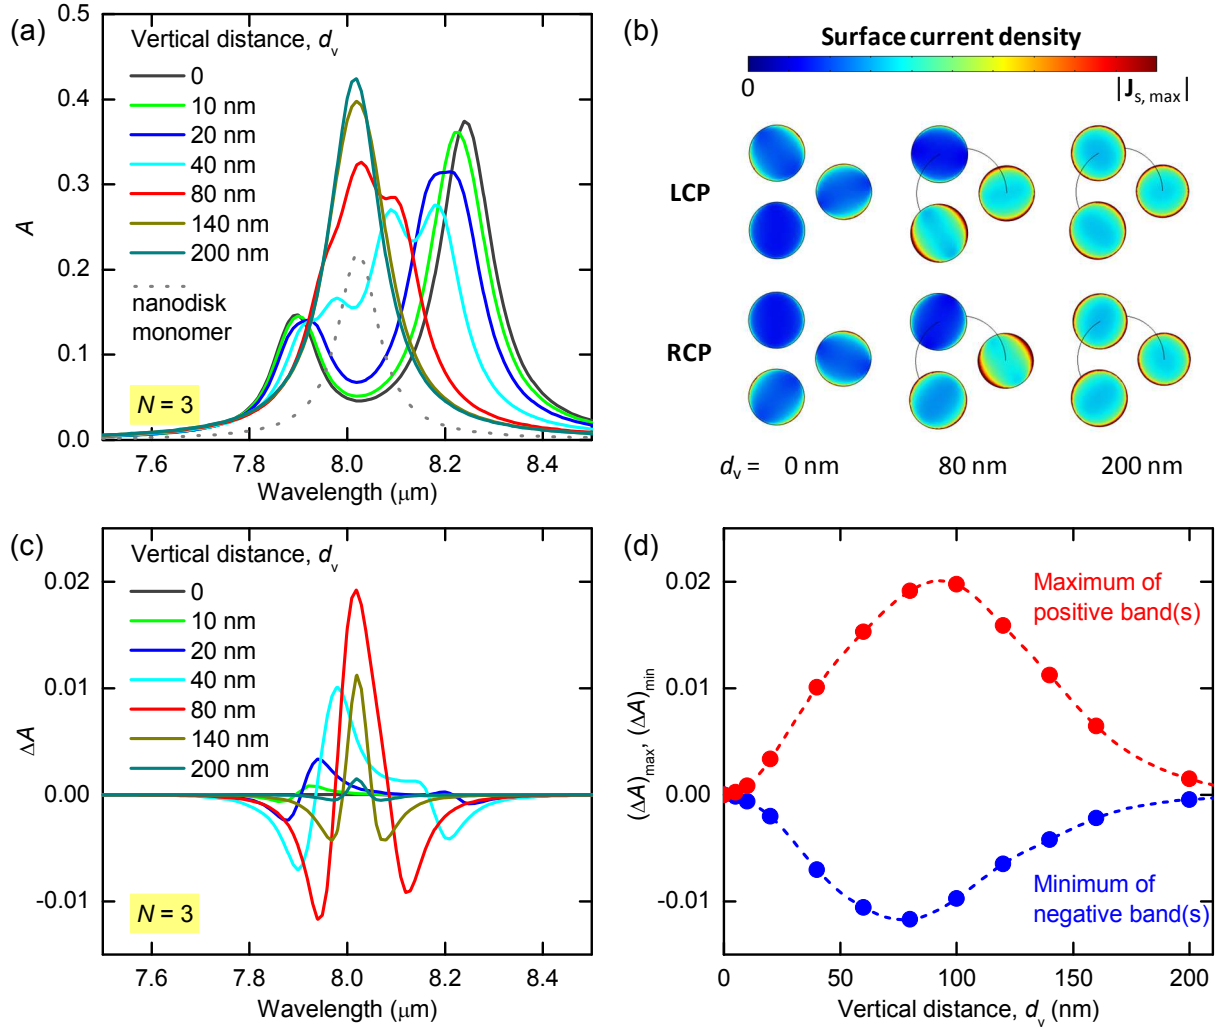 (a)
0.5
0.4
0.3
0.2
0.1
0.0
A
Vertical distance, dᵥ
0
10 nm
20 nm
40 nm
80 nm
140 nm
200 nm
nanodisk
monomer
N = 3
7.6 7.8 8.0 8.2 8.4
Wavelength (μm)
(b)
Surface current density
0 |J s, max|
LCP
RCP
dᵥ = 0 nm 80 nm 200 nm
(c)
0.02
0.01
0.00
-0.01
ΔA
Vertical distance, dᵥ
0
10 nm
20 nm
40 nm
80 nm
140 nm
200 nm
N = 3
7.6 7.8 8.0 8.2 8.4
Wavelength (μm)
(d)
0.02
0.01
0.00
-0.01
(ΔA)max, (ΔA)min
Maximum of
positive band(s)
Minimum of
negative band(s)
0 50 100 150 200
Vertical distance, dᵥ (nm)